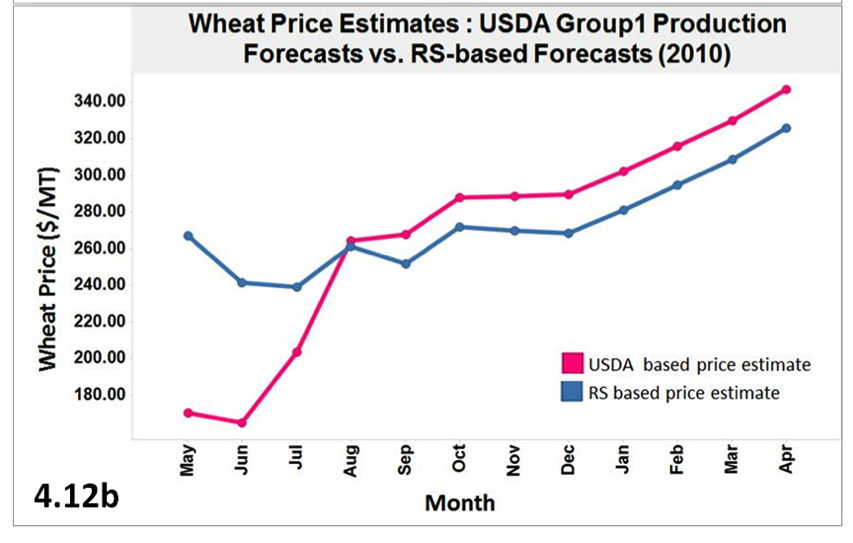 Wheat Price Estimates : USDA Group1 Production
Forecasts vs. RS-based Forecasts (2010)
Wheat Price ($/MT)
340.00
320.00
300.00
280.00
260.00
240.00
220.00
200.00
180.00
USDA  based price estimate
RS based price estimate
May
Jun
Jul
Aug
Sep
Oct
Nov
Dec
Jan
Feb
Mar
Apr
Month
4.12b